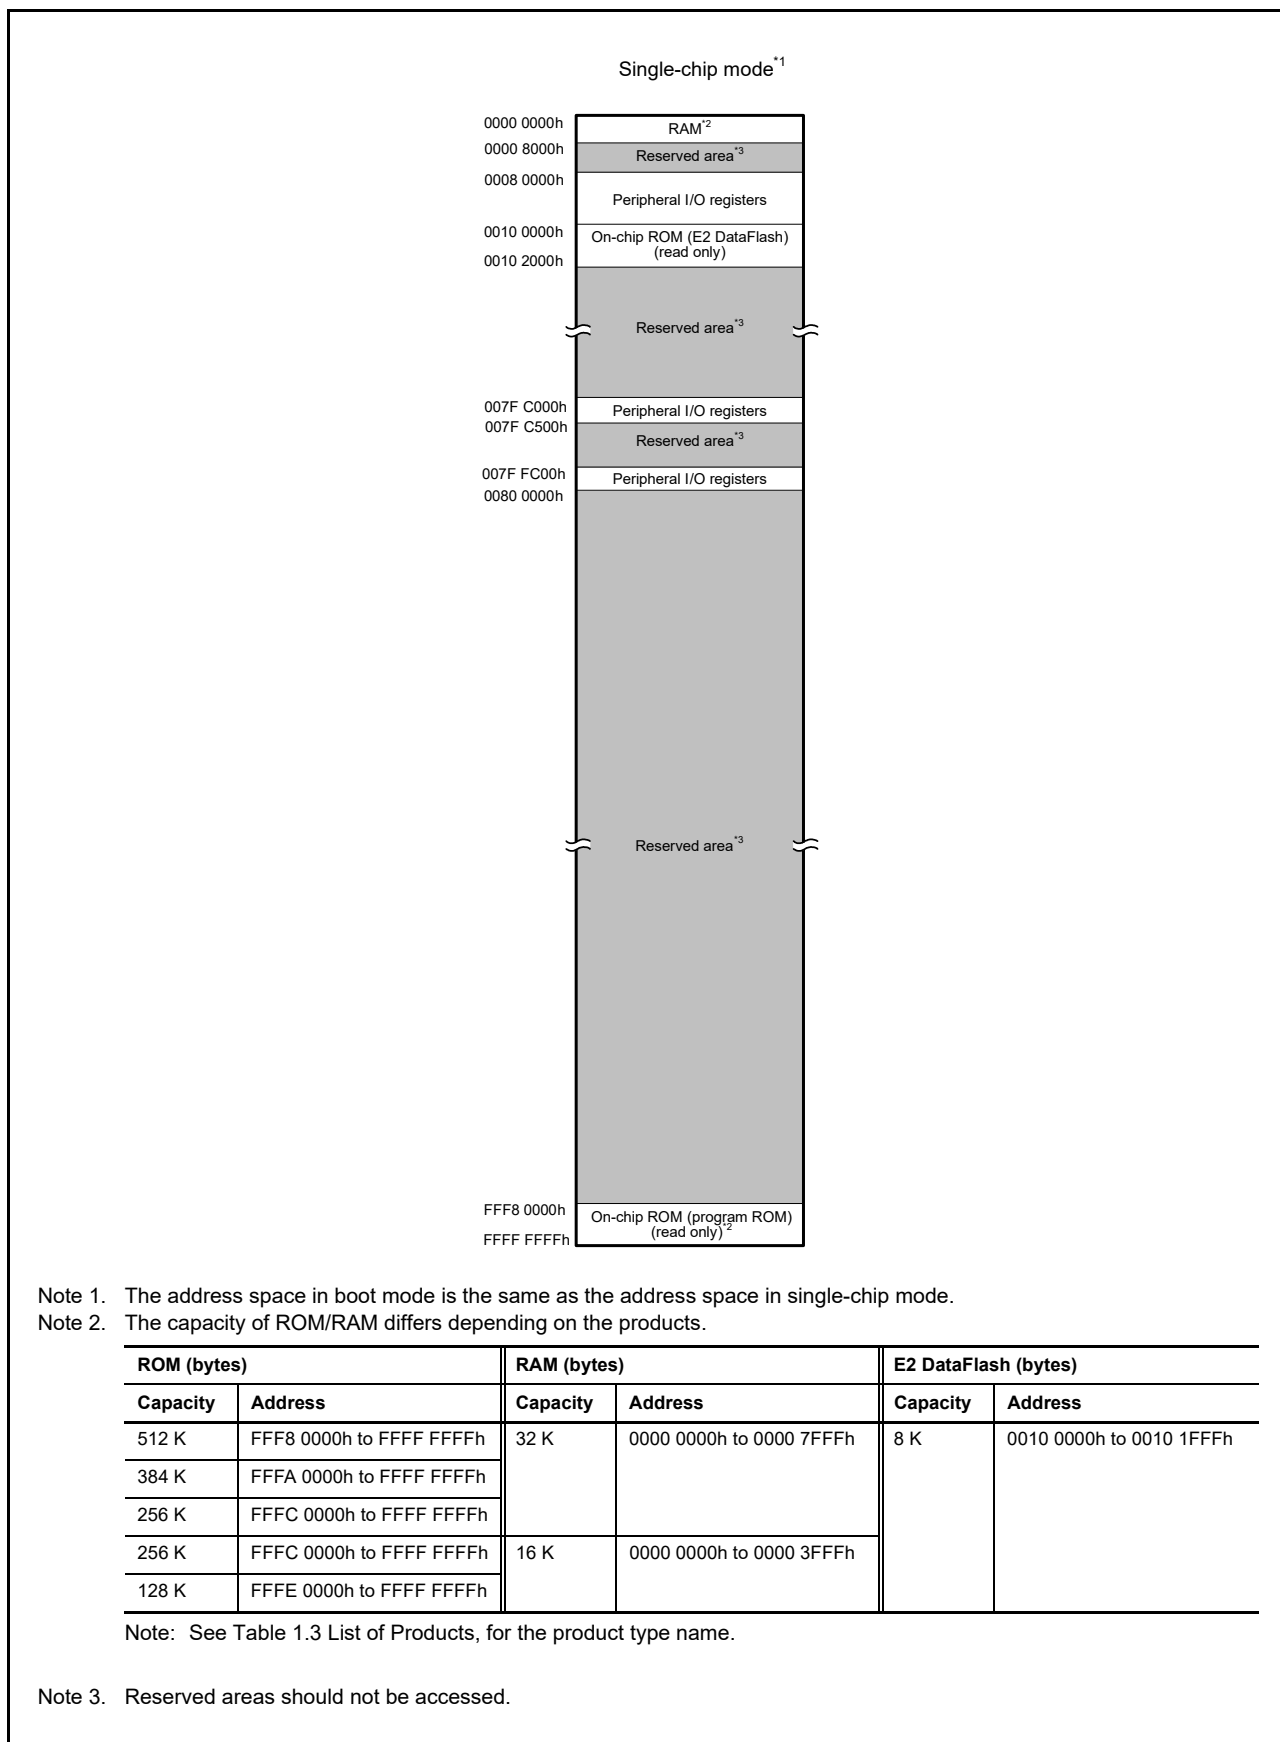 Single-chip mode*1
0000 0000h
RAM*2
0000 8000h
Reserved area*3
0008 0000h
Peripheral I/O registers
0010 0000h
On-chip ROM (E2 DataFlash)
(read only)
0010 2000h
Reserved area*3
007F C000h
Peripheral I/O registers
007F C500h
Reserved area*3
007F FC00h
Peripheral I/O registers
0080 0000h
Reserved area*3
FFF8 0000h
On-chip ROM (program ROM)
(read only)*2
FFFF FFFFh
Note 1. The address space in boot mode is the same as the address space in single-chip mode.
Note 2. The capacity of ROM/RAM differs depending on the products.
ROM (bytes) RAM (bytes) E2 DataFlash (bytes)
Capacity Address Capacity Address Capacity Address
512 K FFF8 0000h to FFFF FFFFh 32 K 0000 0000h to 0000 7FFFh 8 K 0010 0000h to 0010 1FFFh
384 K FFFA 0000h to FFFF FFFFh
256 K FFFC 0000h to FFFF FFFFh
256 K FFFC 0000h to FFFF FFFFh 16 K 0000 0000h to 0000 3FFFh
128 K FFFE 0000h to FFFF FFFFh
Note: See Table 1.3 List of Products, for the product type name.
Note 3. Reserved areas should not be accessed.